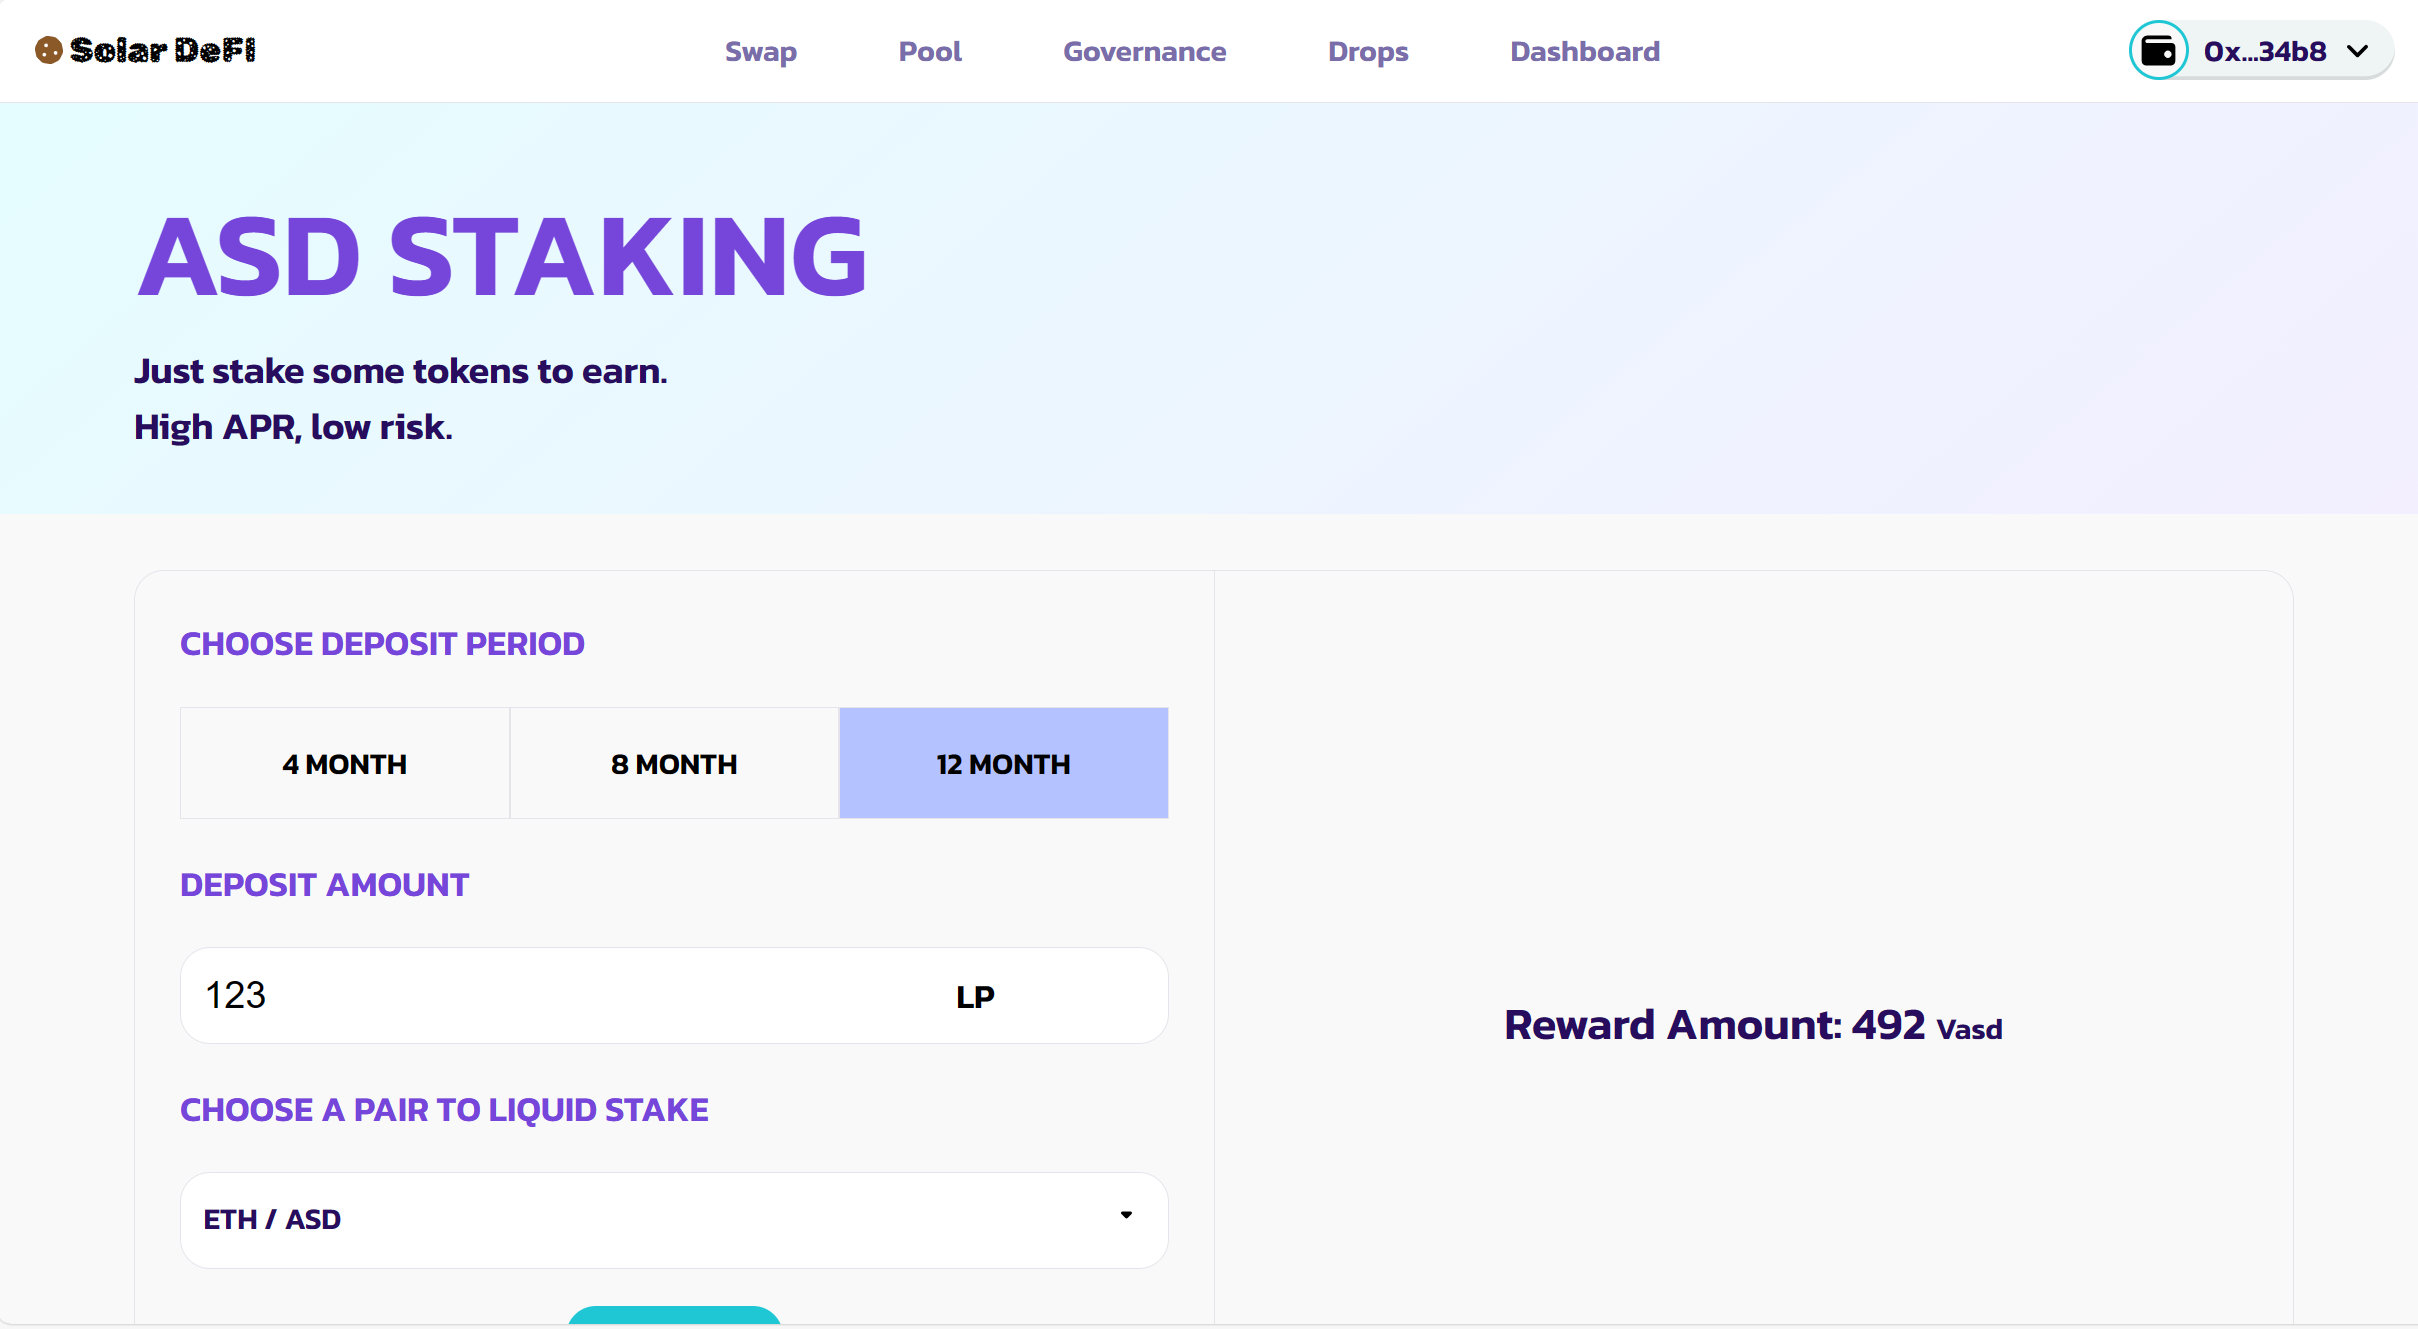 Solar DeFi
Swap Pool Governance Drops Dashboard
0x...34b8
ASD STAKING
Just stake some tokens to earn.
High APR, low risk.
CHOOSE DEPOSIT PERIOD
4 MONTH 8 MONTH 12 MONTH
DEPOSIT AMOUNT
123 LP
Reward Amount: 492 Vasd
CHOOSE A PAIR TO LIQUID STAKE
ETH / ASD